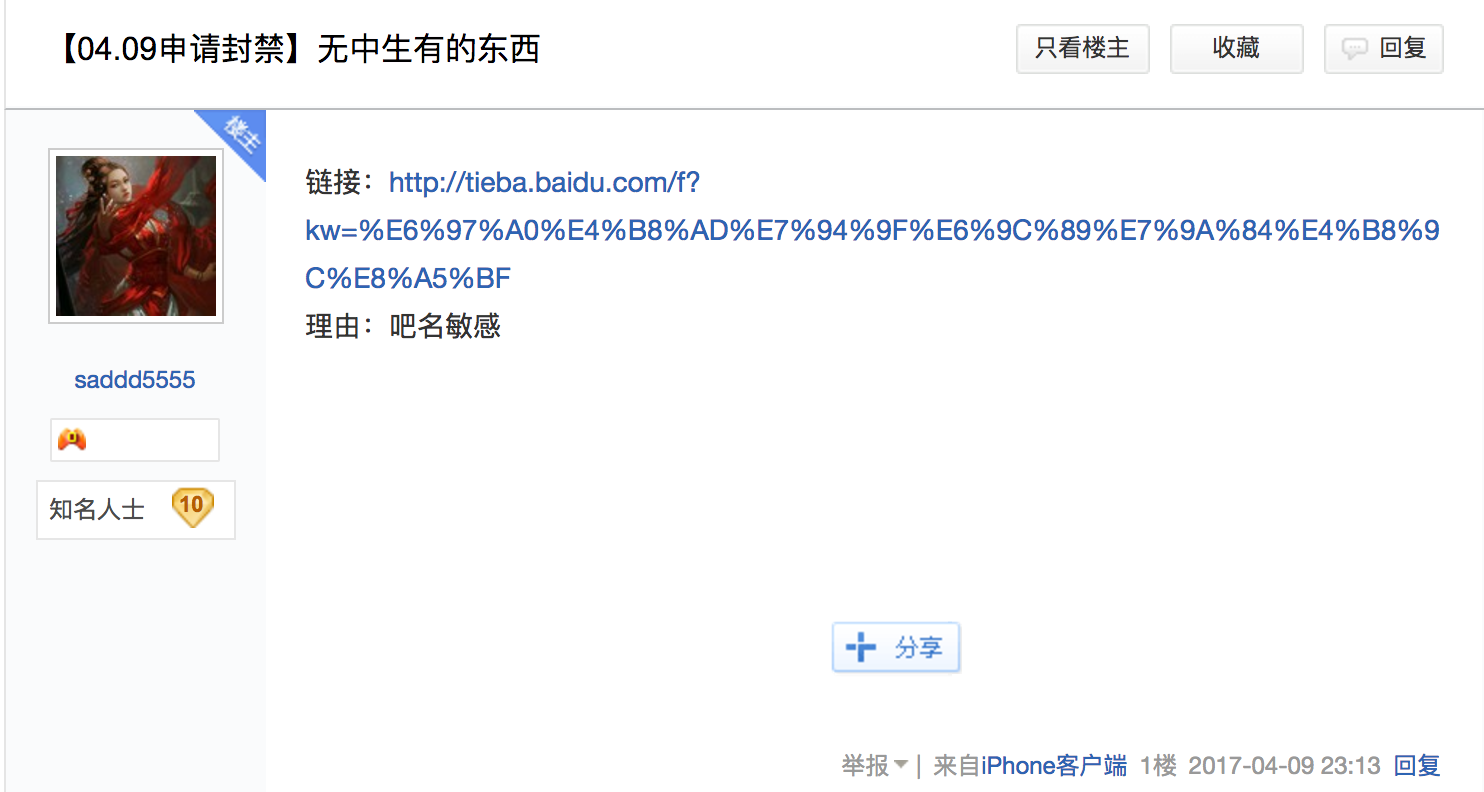 【04.09申请封禁】无中生有的东西
只看楼主
收藏
回复
楼主
链接：http://tieba.baidu.com/f?
kw=%E6%97%A0%E4%B8%AD%E7%94%9F%E6%9C%89%E7%9A%84%E4%B8%9
C%E8%A5%BF
理由：吧名敏感
saddd5555
知名人士 10
分享
举报 | 来自iPhone客户端 1楼 2017-04-09 23:13 回复